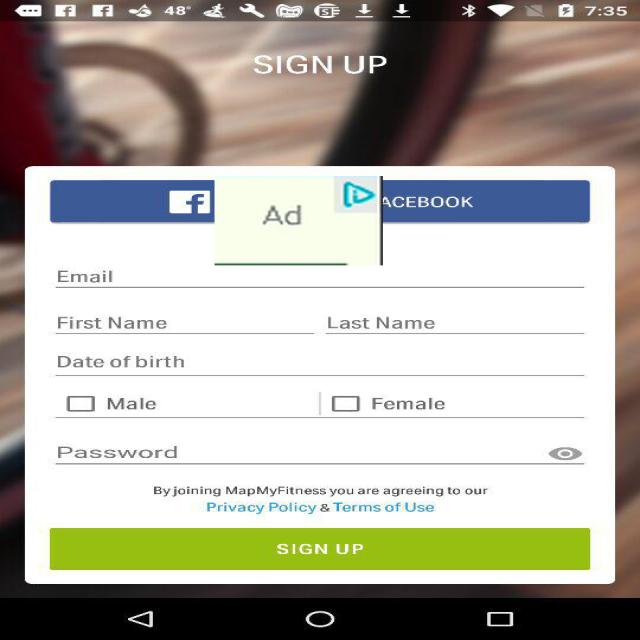 48° 7:35
SIGN UP
Ad
ACEBOOK
Email
First Name Last Name
Date of birth
Male Female
Password
By joining MapMyFitness you are agreeing to our
Privacy Policy & Terms of Use
SIGN UP